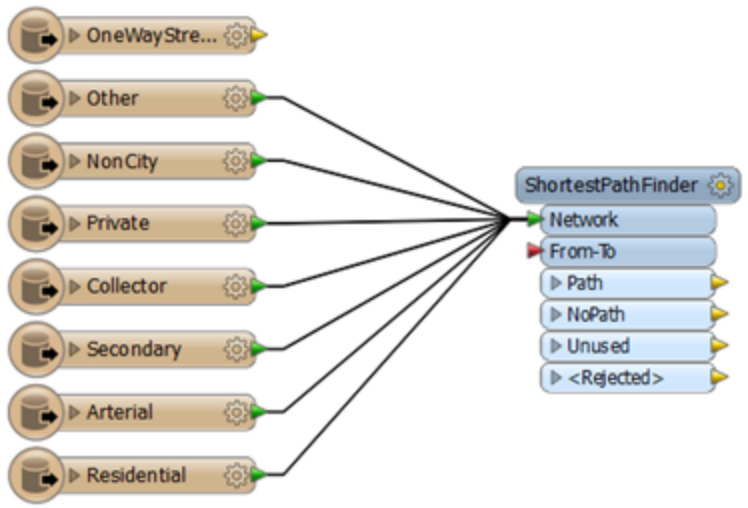 OneWayStre...
Other
NonCity
Private
Collector
Secondary
Arterial
Residential
ShortestPathFinder
Network
From-To
Path
NoPath
Unused
<Rejected>